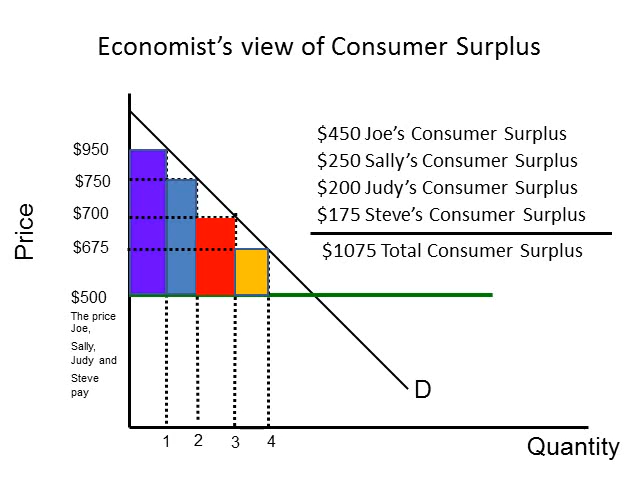 Economist's view of Consumer Surplus
$450 Joe's Consumer Surplus
$250 Sally's Consumer Surplus
$200 Judy's Consumer Surplus
$175 Steve's Consumer Surplus
$1075 Total Consumer Surplus
Price
$950
$750
$700
$675
$500
The price
Joe,
Sally,
Judy and
Steve
pay
D
1 2 3 4
Quantity